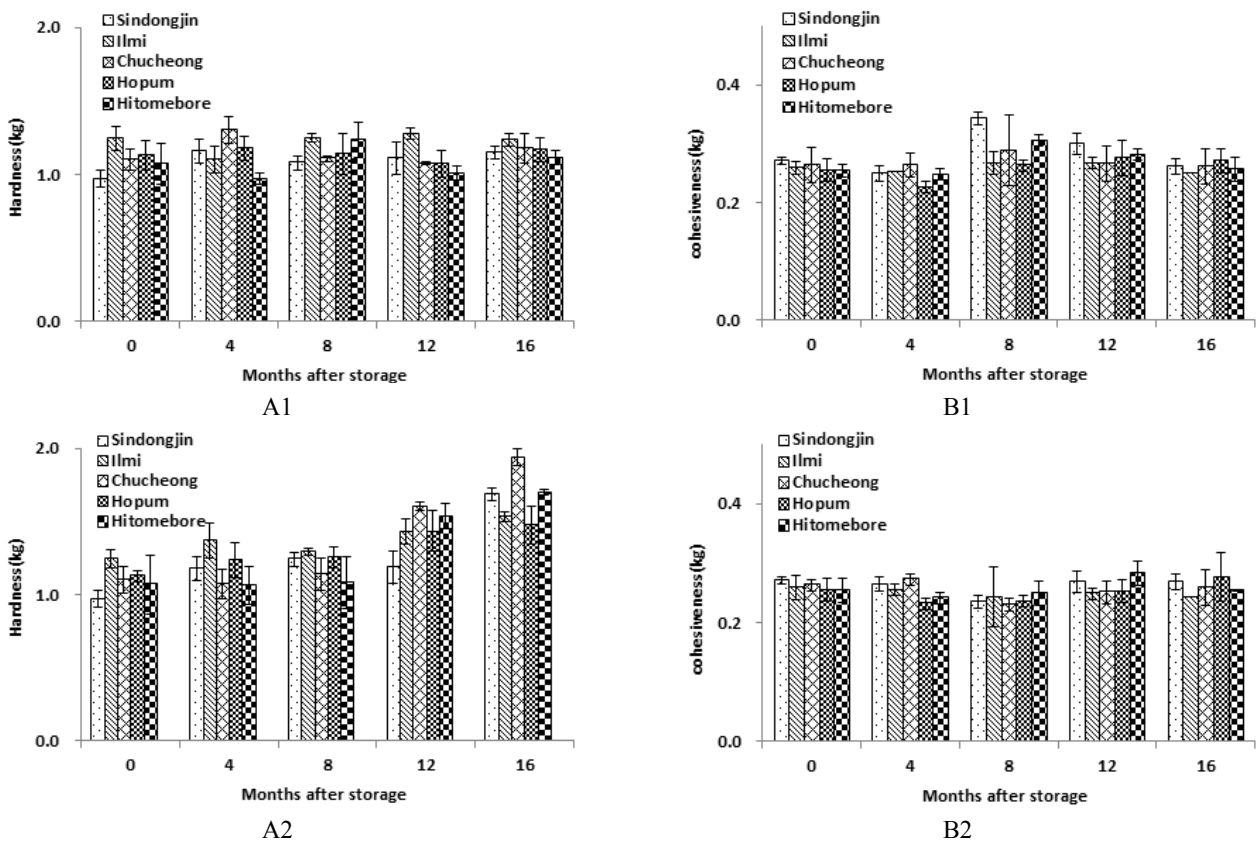 2.0
Sindongjin
Ilmi
Chucheong
Hopum
Hitomebore
Hardness(kg)
1.0
0.0
0 4 8 12 16
Months after storage
A1
Sindongjin
Ilmi
Chucheong
Hopum
Hitomebore
0.4
cohesiveness(kg)
0.2
0.0
0 4 8 12 16
Months after storage
B1
2.0
Sindongjin
Ilmi
Chucheong
Hopum
Hitomebore
Hardness(kg)
1.0
0.0
0 4 8 12 16
Months after storage
A2
Sindongjin
Ilmi
Chucheong
Hopum
Hitomebore
0.4
cohesiveness(kg)
0.2
0.0
0 4 8 12 16
Months after storage
B2